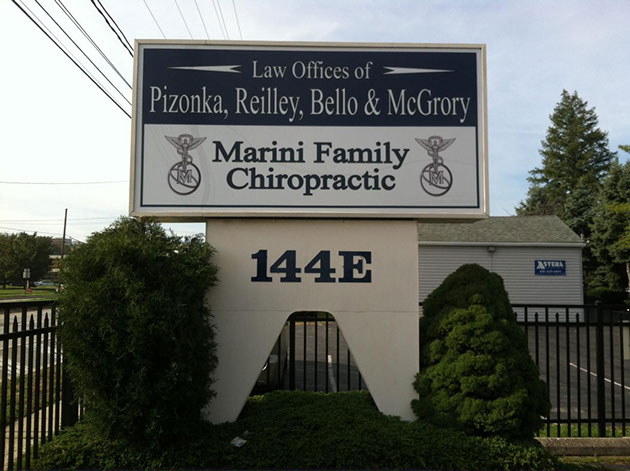 Law Offices of
Pizonka, Reilley, Bello & McGrory
Marini Family
Chiropractic
M
M
144E